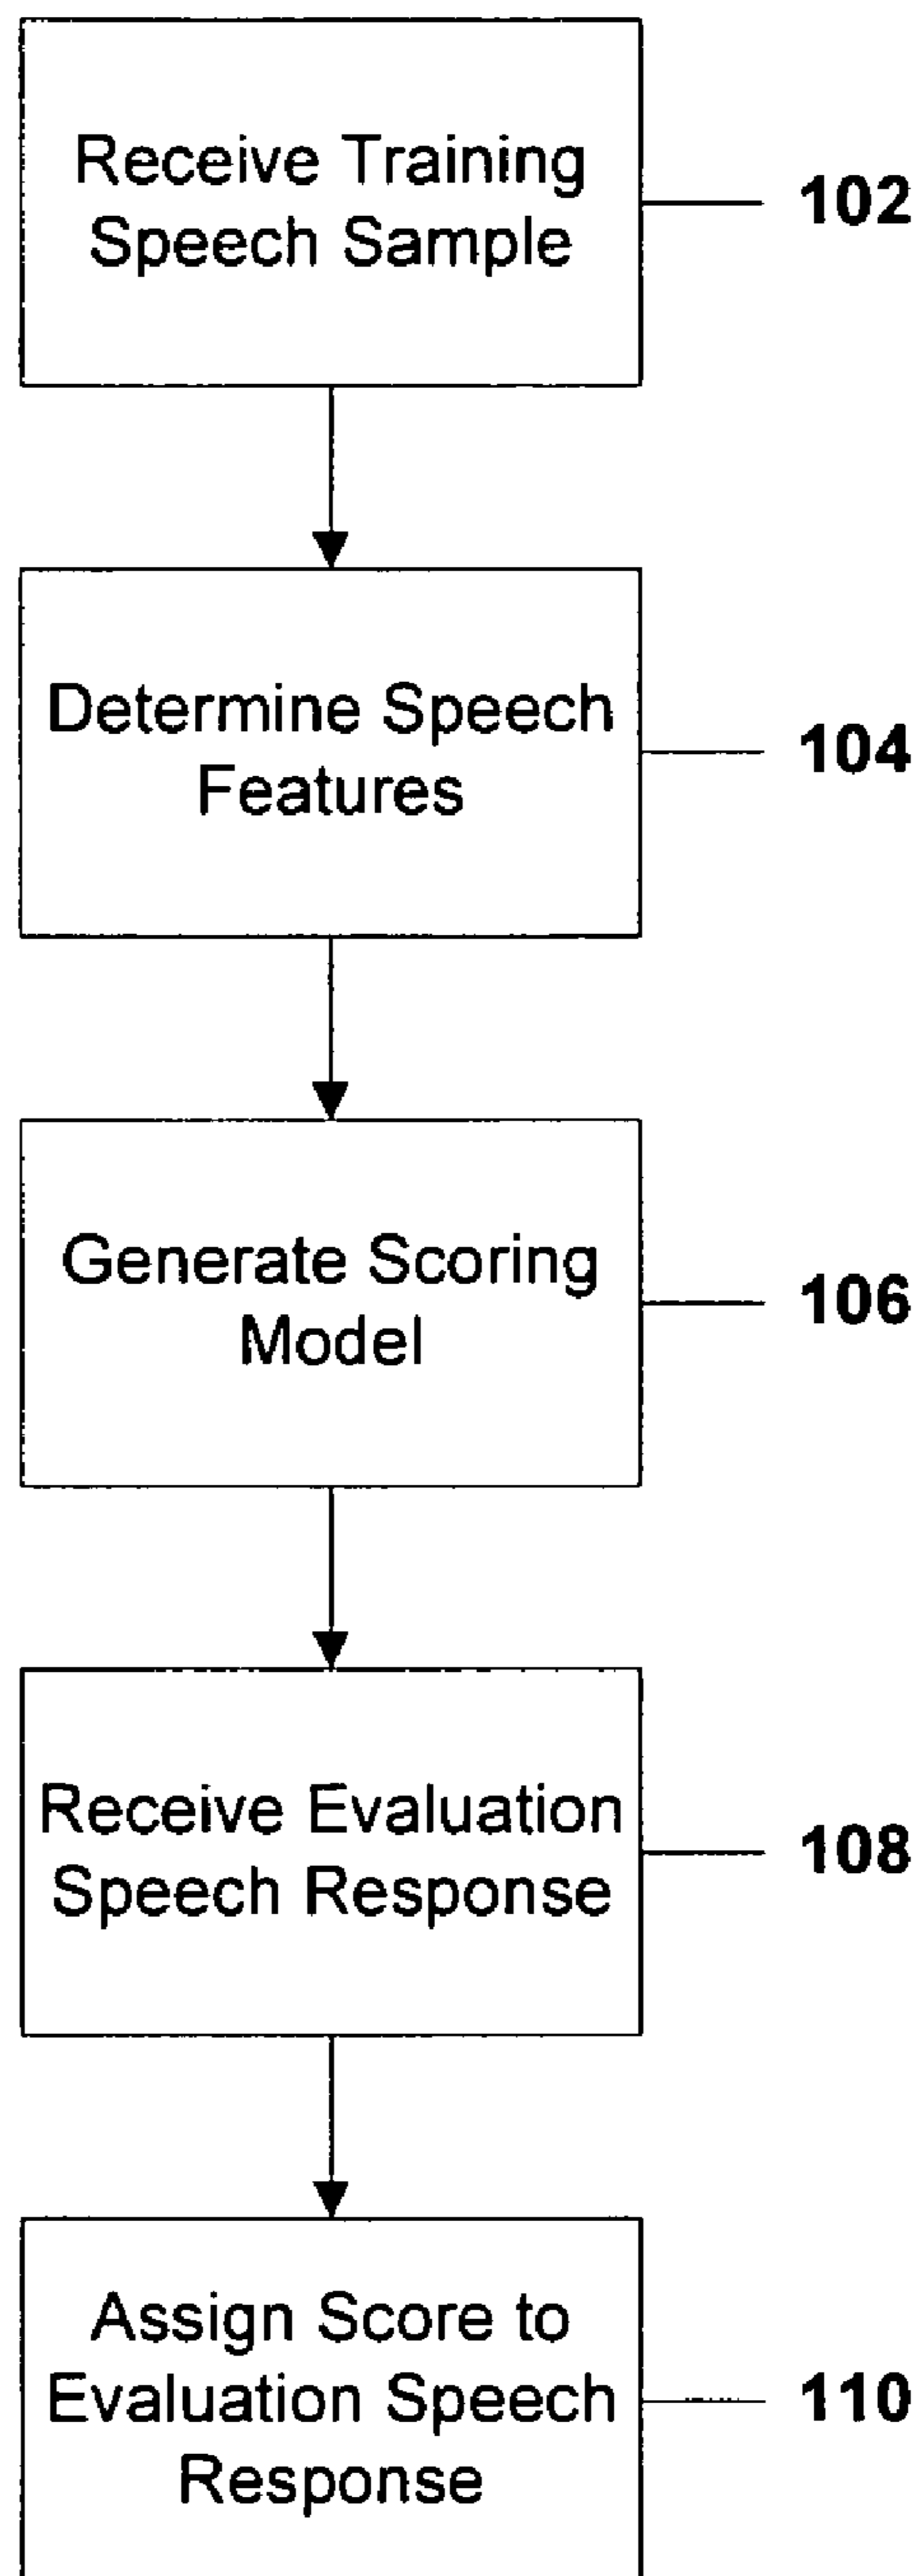 Receive Training
Speech Sample
102
Determine Speech
Features
104
Generate Scoring
Model
106
Receive Evaluation
Speech Response
108
Assign Score to
Evaluation Speech
Response
110